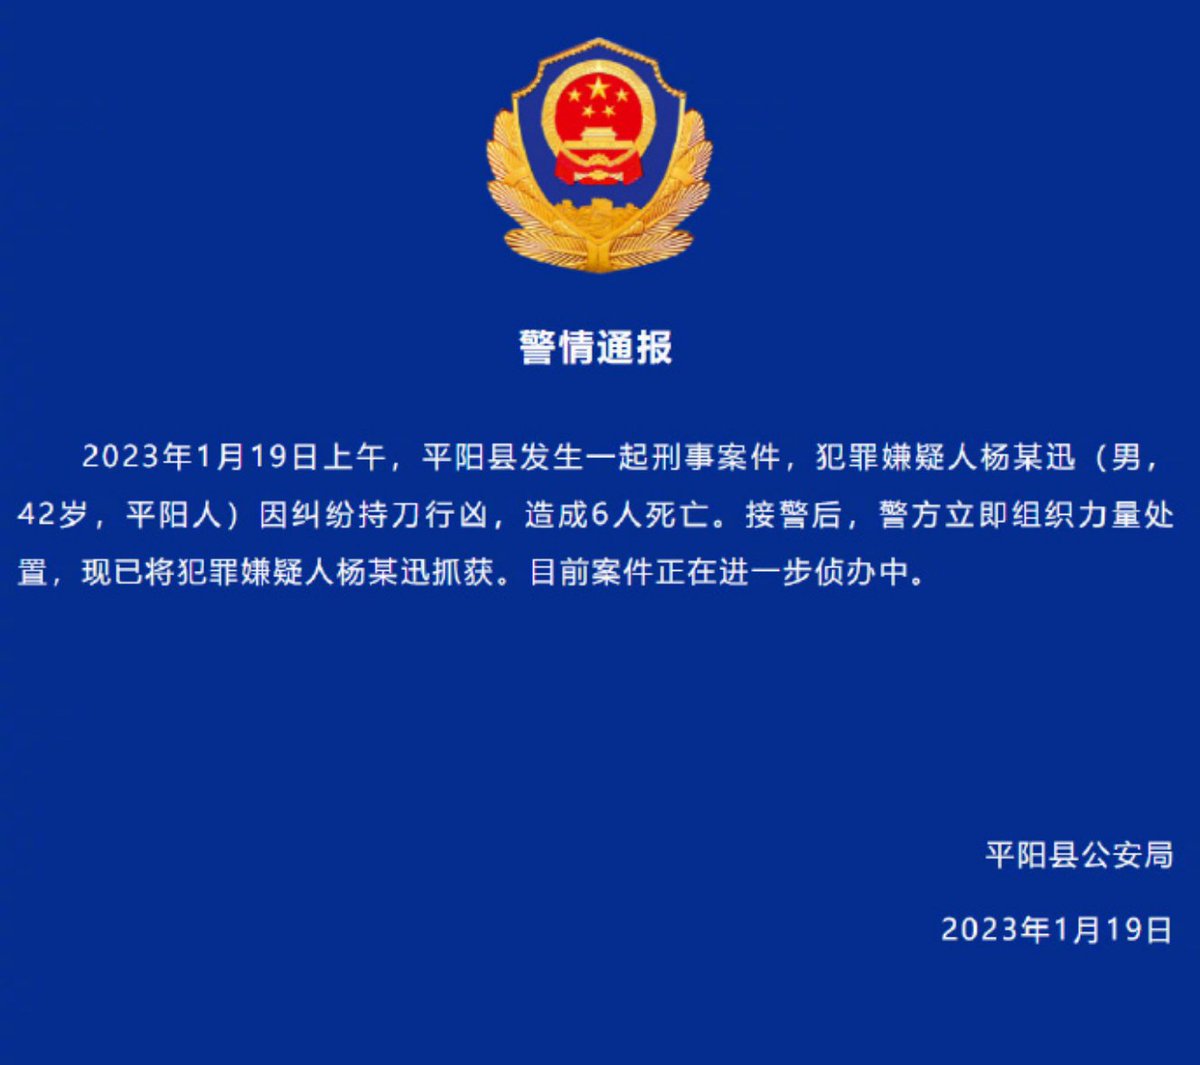 警情通报
2023年1月19日上午，平阳县发生一起刑事案件，犯罪嫌疑人杨某迅（男，
42岁，平阳人）因纠纷持刀行凶，造成6人死亡。接警后，警方立即组织力量处
置，现已将犯罪嫌疑人杨某迅抓获。目前案件正在进一步侦办中。
平阳县公安局
2023年1月19日